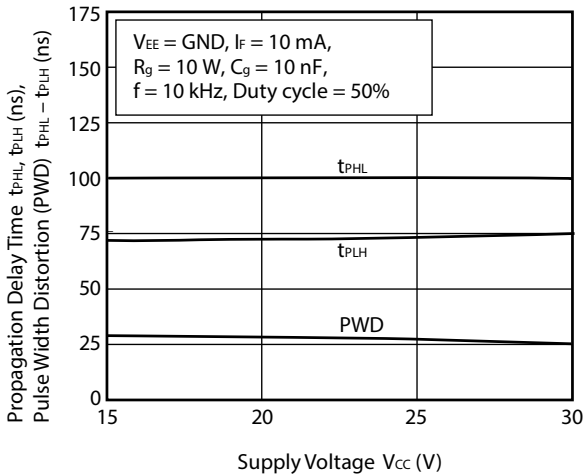 Propagation Delay Time tPHL, tPLH (ns),
Pulse Width Distortion (PWD) tPHL – tPLH (ns)
175
150
125
100
75
50
25
0
VEE = GND, IF = 10 mA,
Rg = 10 W, Cg = 10 nF,
f = 10 kHz, Duty cycle = 50%
tPHL
tPLH
PWD
15
20
25
30
Supply Voltage VCC (V)